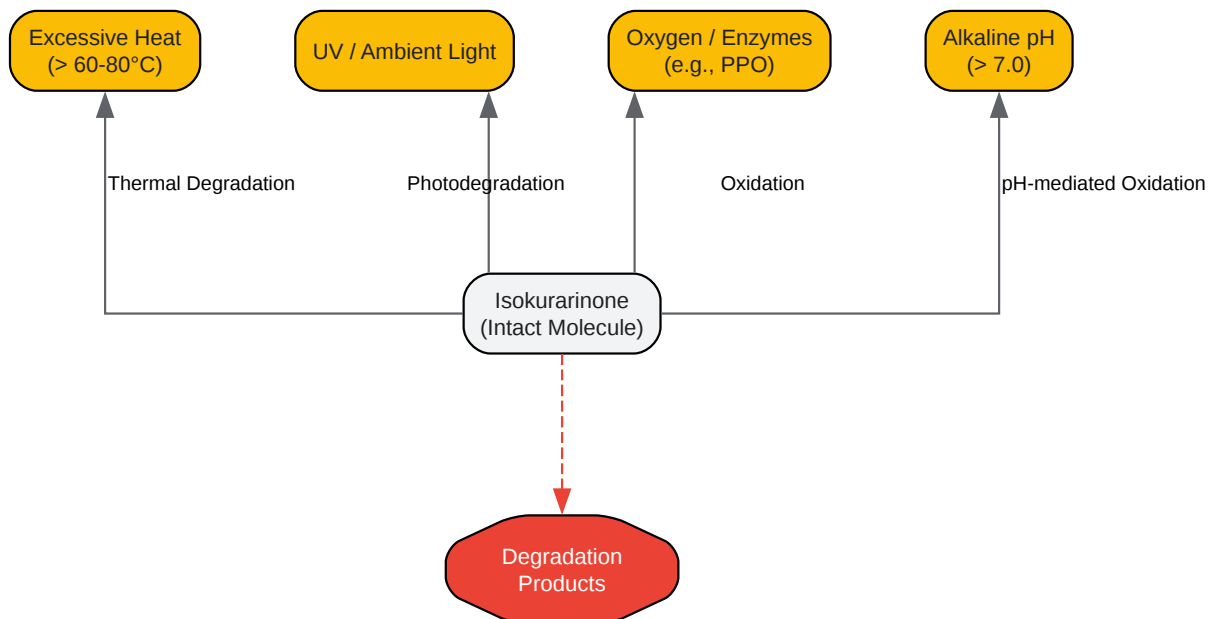 Excessive Heat
(> 60-80°C)
UV / Ambient Light
Oxygen / Enzymes
(e.g., PPO)
Alkaline pH
(> 7.0)
Thermal Degradation
Photodegradation
Oxidation
pH-mediated Oxidation
Isokurarinone
(Intact Molecule)
Degradation
Products